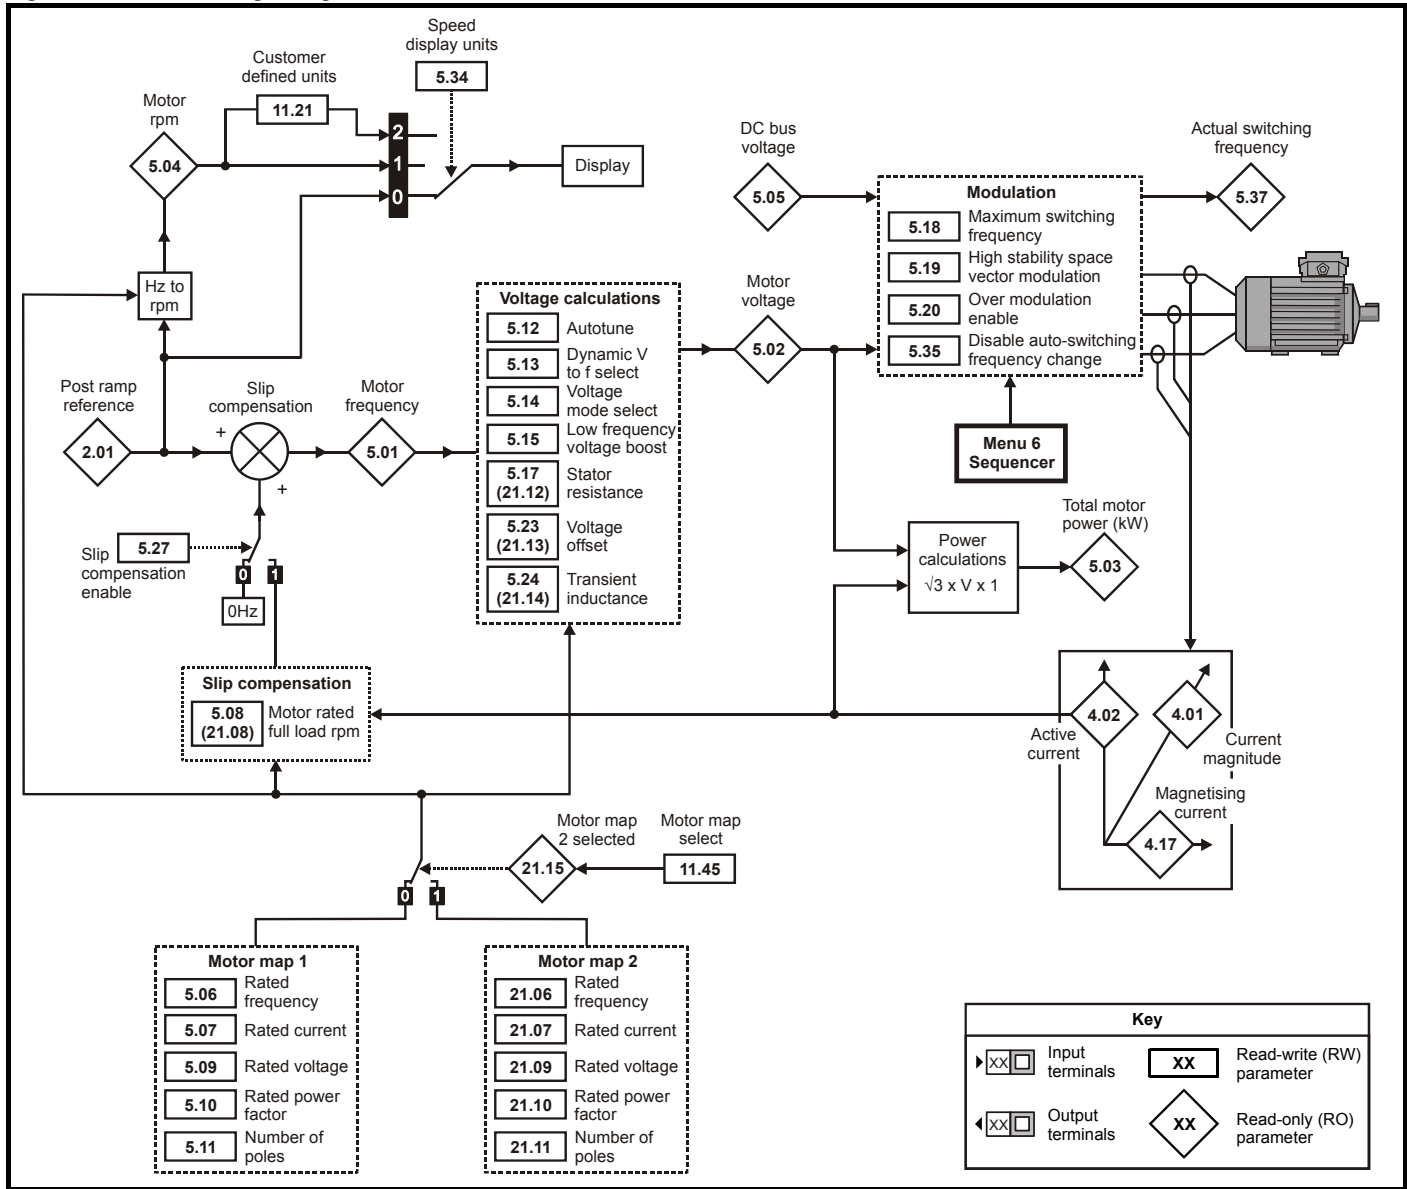 Speed
display units
5.34
Customer
defined units
11.21
Motor
rpm
5.04
2
1
0
Display
DC bus
voltage
5.05
Actual switching
frequency
5.37
Modulation
5.18 Maximum switching
frequency
5.19 High stability space
vector modulation
5.20 Over modulation
enable
5.35 Disable auto-switching
frequency change
Hz to
rpm
Voltage calculations
5.12 Autotune
5.13 Dynamic V
to f select
5.14 Voltage
mode select
5.15 Low frequency
voltage boost
5.17
(21.12)
Stator
resistance
5.23
(21.13)
Voltage
offset
5.24
(21.14)
Transient
inductance
Motor
voltage
5.02
Menu 6
Sequencer
Post ramp
reference
2.01
Slip
compensation
+
+
Motor
frequency
5.01
Slip
compensation
enable
5.27
0
1
0Hz
Power
calculations
√3 x V x 1
Total motor
power (kW)
5.03
Slip compensation
5.08
(21.08)
Motor rated
full load rpm
4.02
Active
current
4.01
Current
magnitude
Magnetising
current
4.17
Motor map
2 selected
21.15
Motor map
select
11.45
0
1
Motor map 1
5.06 Rated
frequency
5.07 Rated current
5.09 Rated voltage
5.10 Rated power
factor
5.11 Number of
poles
Motor map 2
21.06 Rated
frequency
21.07 Rated current
21.09 Rated voltage
21.10 Rated power
factor
21.11 Number of
poles
Key
XX Input
terminals
XX Read-write (RW)
parameter
XX Output
terminals
XX Read-only (RO)
parameter